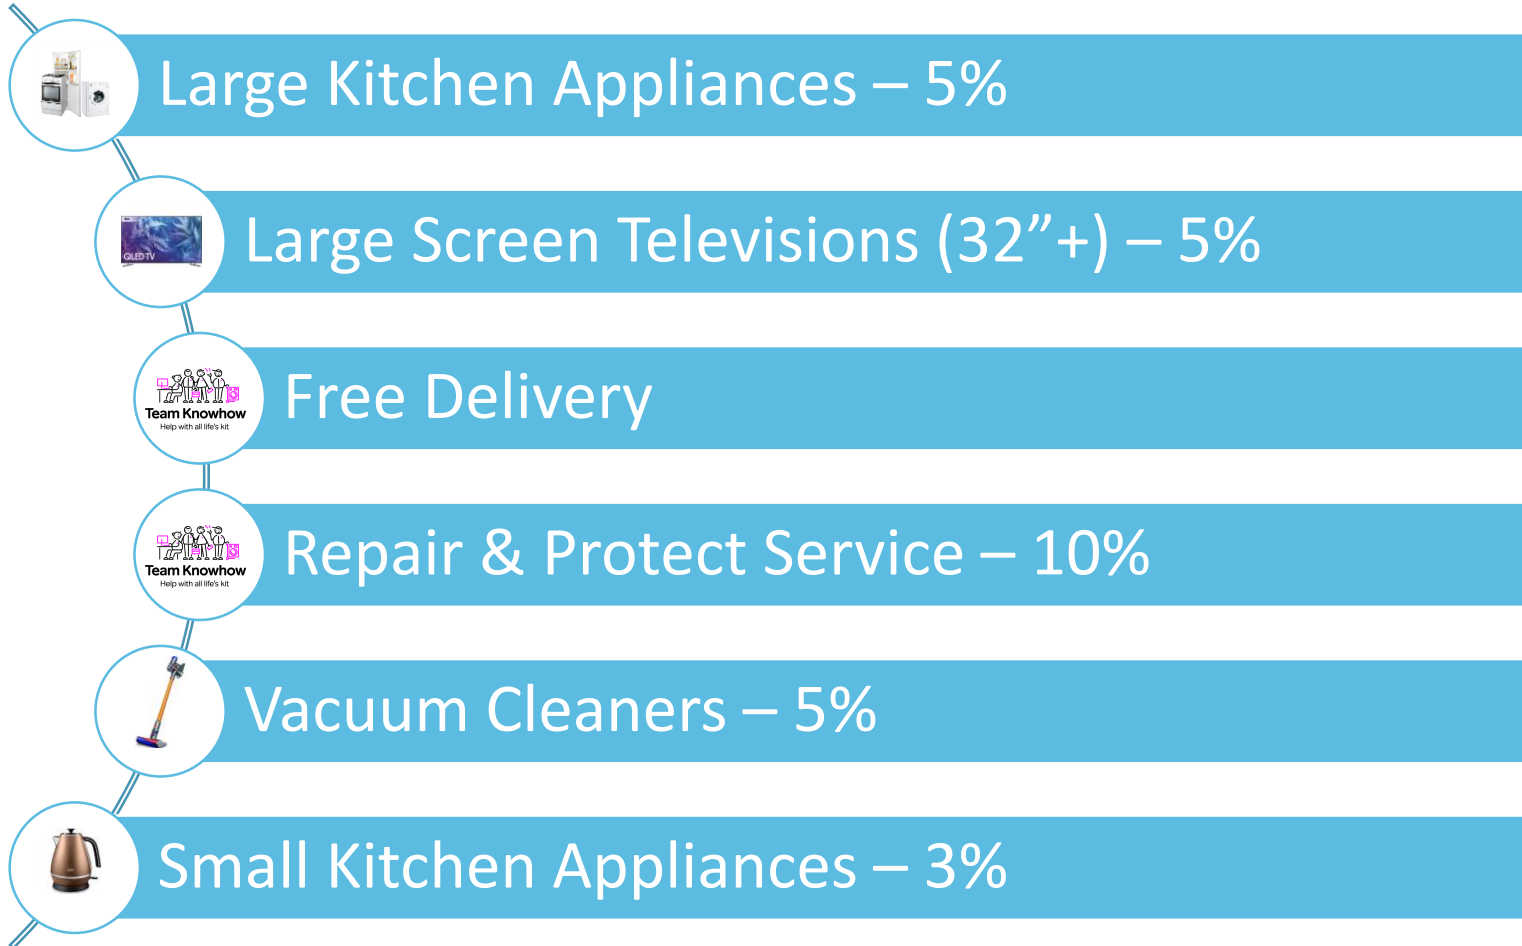 Large Kitchen Appliances – 5%
QLED TV
Large Screen Televisions (32”+) – 5%
Team Knowhow
Help with all life's kit
Free Delivery
Team Knowhow
Help with all life's kit
Repair & Protect Service – 10%
Vacuum Cleaners – 5%
Small Kitchen Appliances – 3%